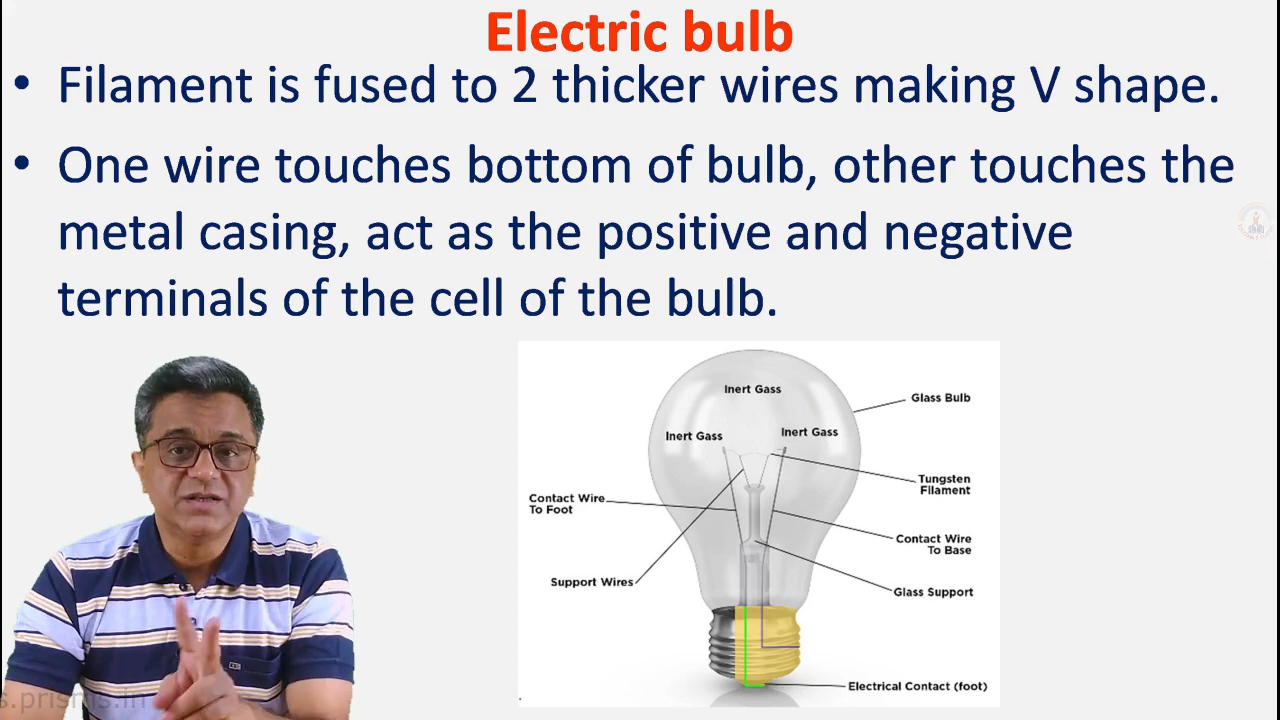 Electric bulb
• Filament is fused to 2 thicker wires making V shape.
• One wire touches bottom of bulb, other touches the
metal casing, act as the positive and negative
terminals of the cell of the bulb.
Inert Gass
Glass Bulb
Inert Gass
Inert Gass
Tungsten
Filament
Contact Wire
To Foot
Contact Wire
To Base
Support Wires
Glass Support
Electrical Contact (foot)
s.prisms.in